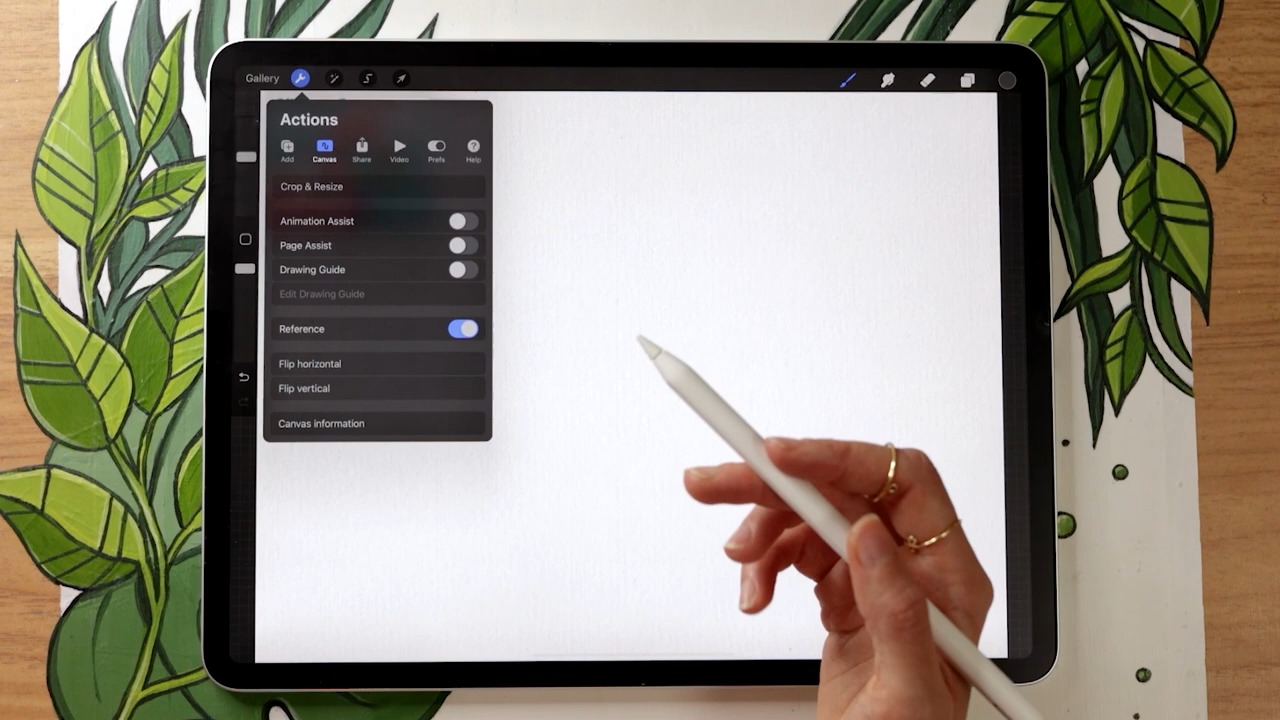 Gallery
Actions
Add Canvas Share Video Prefs Help
Crop & Resize
Animation Assist
Page Assist
Drawing Guide
Edit Drawing Guide
Reference
Flip horizontal
Flip vertical
Canvas information